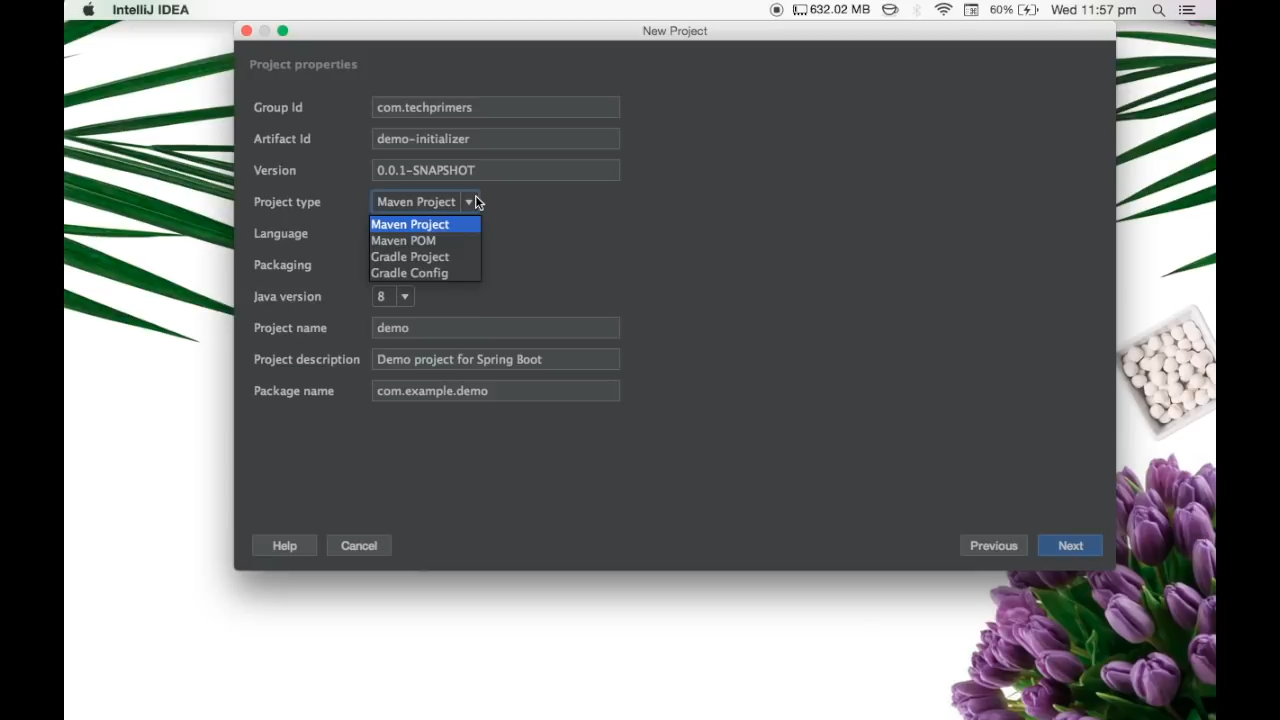 IntelliJ IDEA 632.02 MB 60% Wed 11:57 pm
New Project
Project properties
Group Id com.techprimers
Artifact Id demo-initializer
Version 0.0.1-SNAPSHOT
Project type Maven Project
Maven Project
Language
Maven POM
Gradle Project
Packaging
Gradle Config
Java version 8
Project name demo
Project description Demo project for Spring Boot
Package name com.example.demo
Help Cancel Previous Next